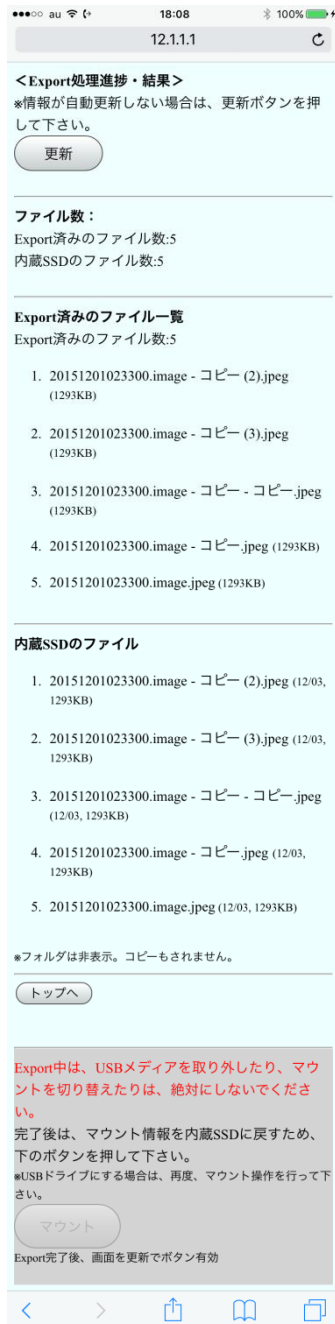 au 18:08 100%
12.1.1.1
＜Export処理進捗・結果＞
※情報が自動更新しない場合は、更新ボタンを押
して下さい。
更新
ファイル数：
Export済みのファイル数:5
内蔵SSDのファイル数:5
Export済みのファイル一覧
Export済みのファイル数:5
1. 20151201023300.image - コピー (2).jpeg
(1293KB)
2. 20151201023300.image - コピー (3).jpeg
(1293KB)
3. 20151201023300.image - コピー - コピー.jpeg
(1293KB)
4. 20151201023300.image - コピー.jpeg (1293KB)
5. 20151201023300.image.jpeg (1293KB)
内蔵SSDのファイル
1. 20151201023300.image - コピー (2).jpeg (12/03,
1293KB)
2. 20151201023300.image - コピー (3).jpeg (12/03,
1293KB)
3. 20151201023300.image - コピー - コピー.jpeg
(12/03, 1293KB)
4. 20151201023300.image - コピー.jpeg (12/03,
1293KB)
5. 20151201023300.image.jpeg (12/03, 1293KB)
※フォルダは非表示。コピーもされません。
トップへ
Export中は、USBメディアを取り外したり、マウ
ントを切り替えたりは、絶対にしないでくださ
い。
完了後は、マウント情報を内蔵SSDに戻すため、
下のボタンを押して下さい。
※USBドライブにする場合は、再度、マウント操作を行って下
さい。
マウント
Export完了後、画面を更新でボタン有効